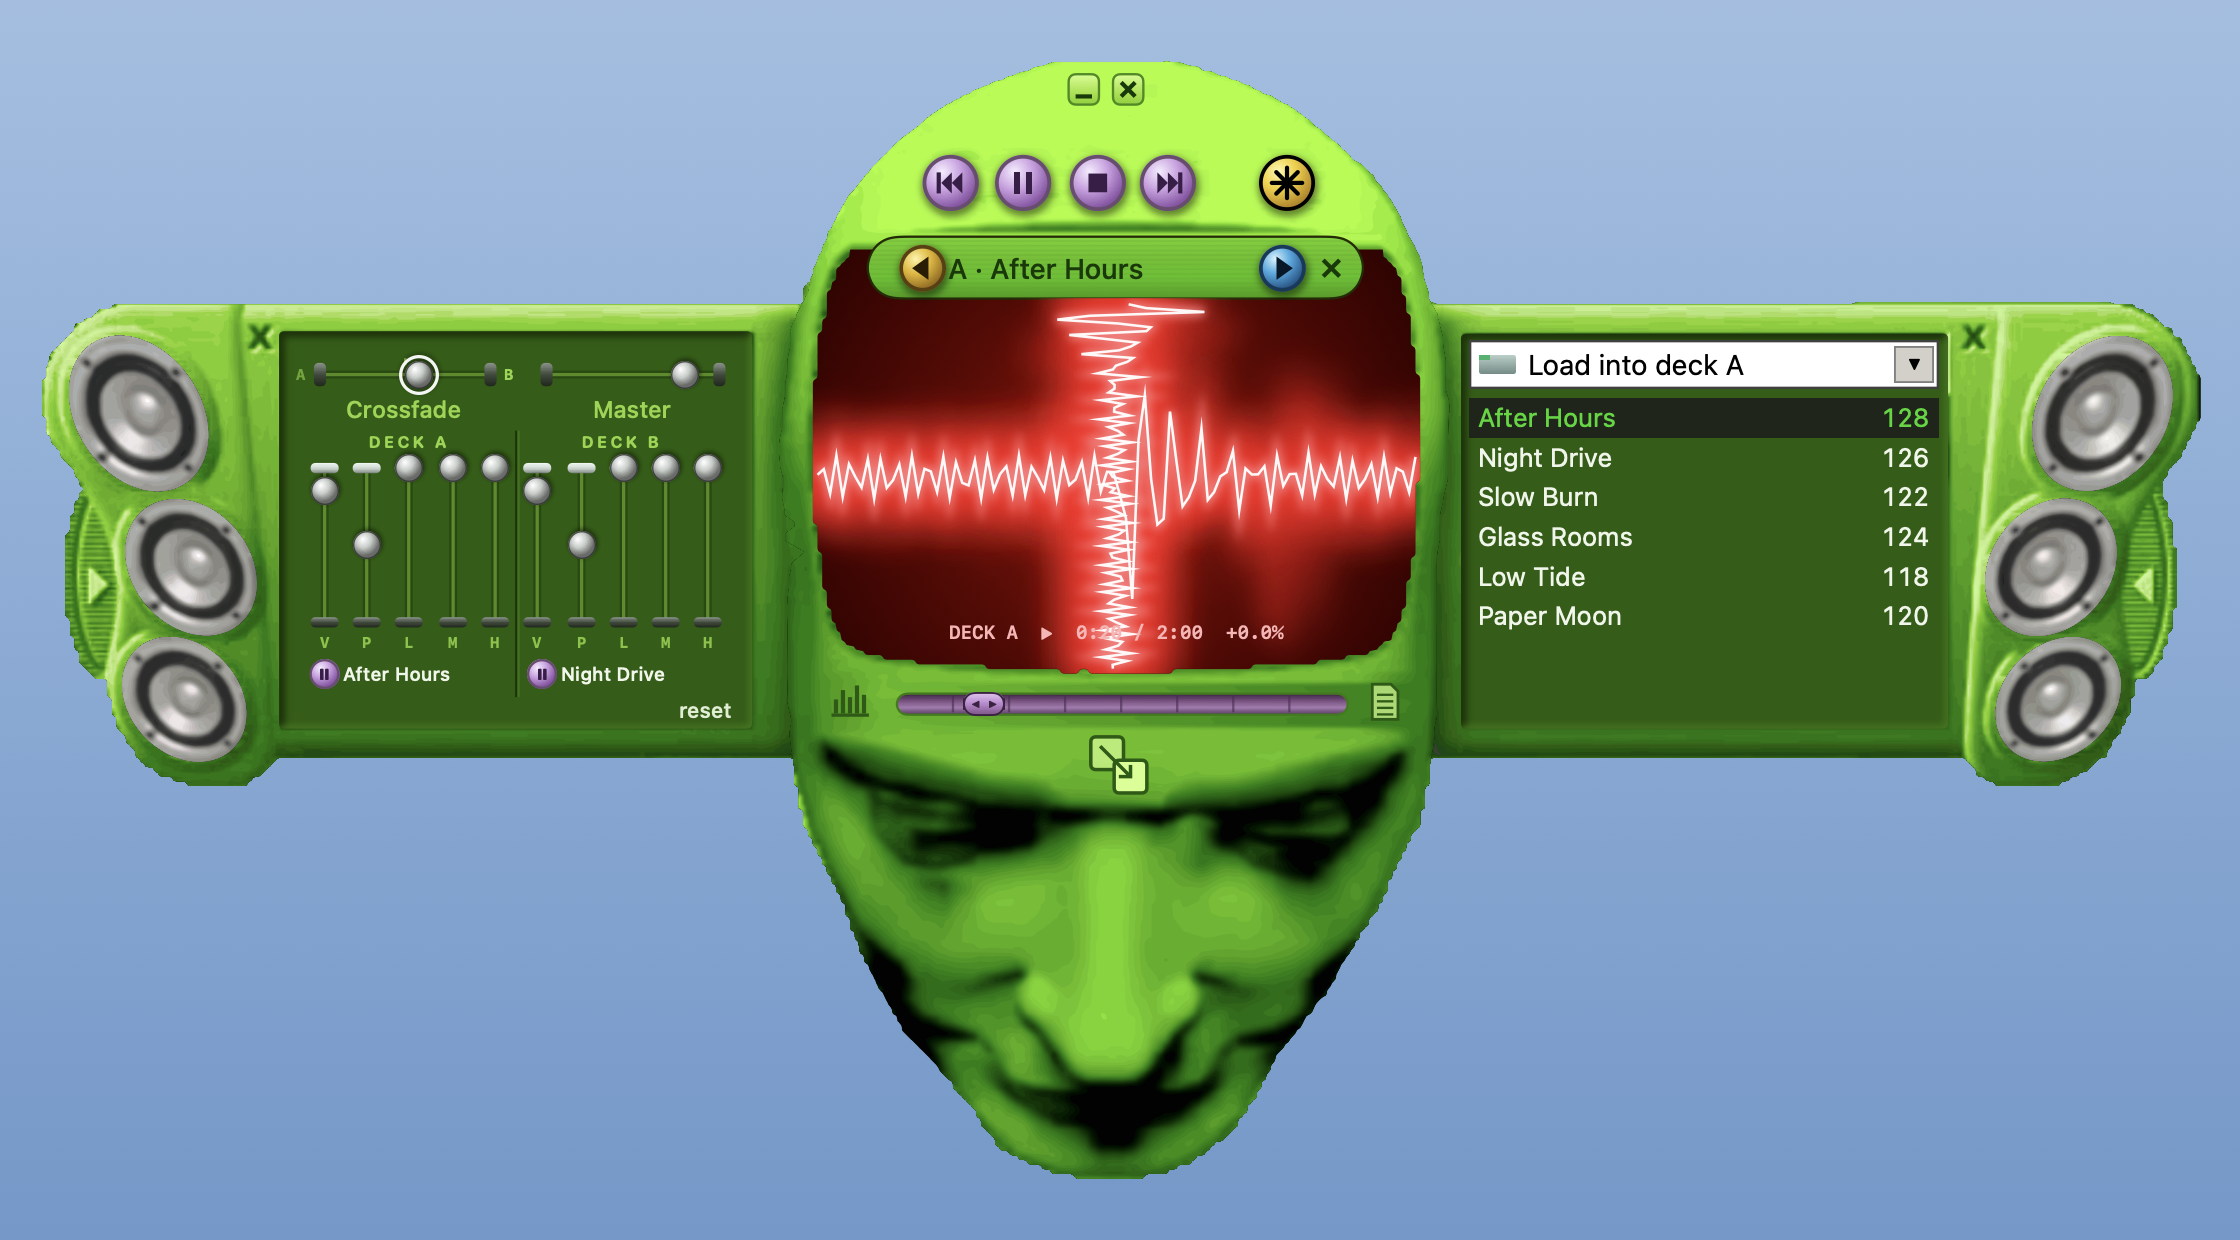 A · After Hours
X
A B
Crossfade Master
DECK A DECK B
V P L M H V P L M H
After Hours Night Drive
reset
DECK A ▶ / 2:00 +0.0%
X
Load into deck A
After Hours 128
Night Drive 126
Slow Burn 122
Glass Rooms 124
Low Tide 118
Paper Moon 120